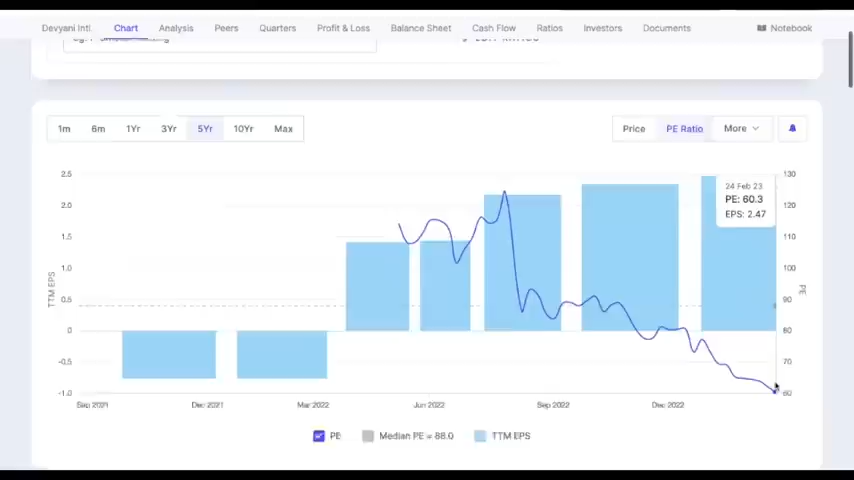 Devyani Intl Chart Analysis Peers Quarters Profit & Loss Balance Sheet Cash Flow Ratios Investors Documents Notebook
1m 6m 1Yr 3Yr 5Yr 10Yr Max Price PE Ratio More
2.5 130
24 Feb 23
PE: 60.3
EPS: 2.47
2.0 120
1.5 110
1.0 100
TTM EPS
PE
0.5 90
0 80
-0.5 70
-1.0 60
Sep 2021 Dec 2021 Mar 2022 Jun 2022 Sep 2022 Dec 2022
PE Median PE = 88.0 TTM EPS